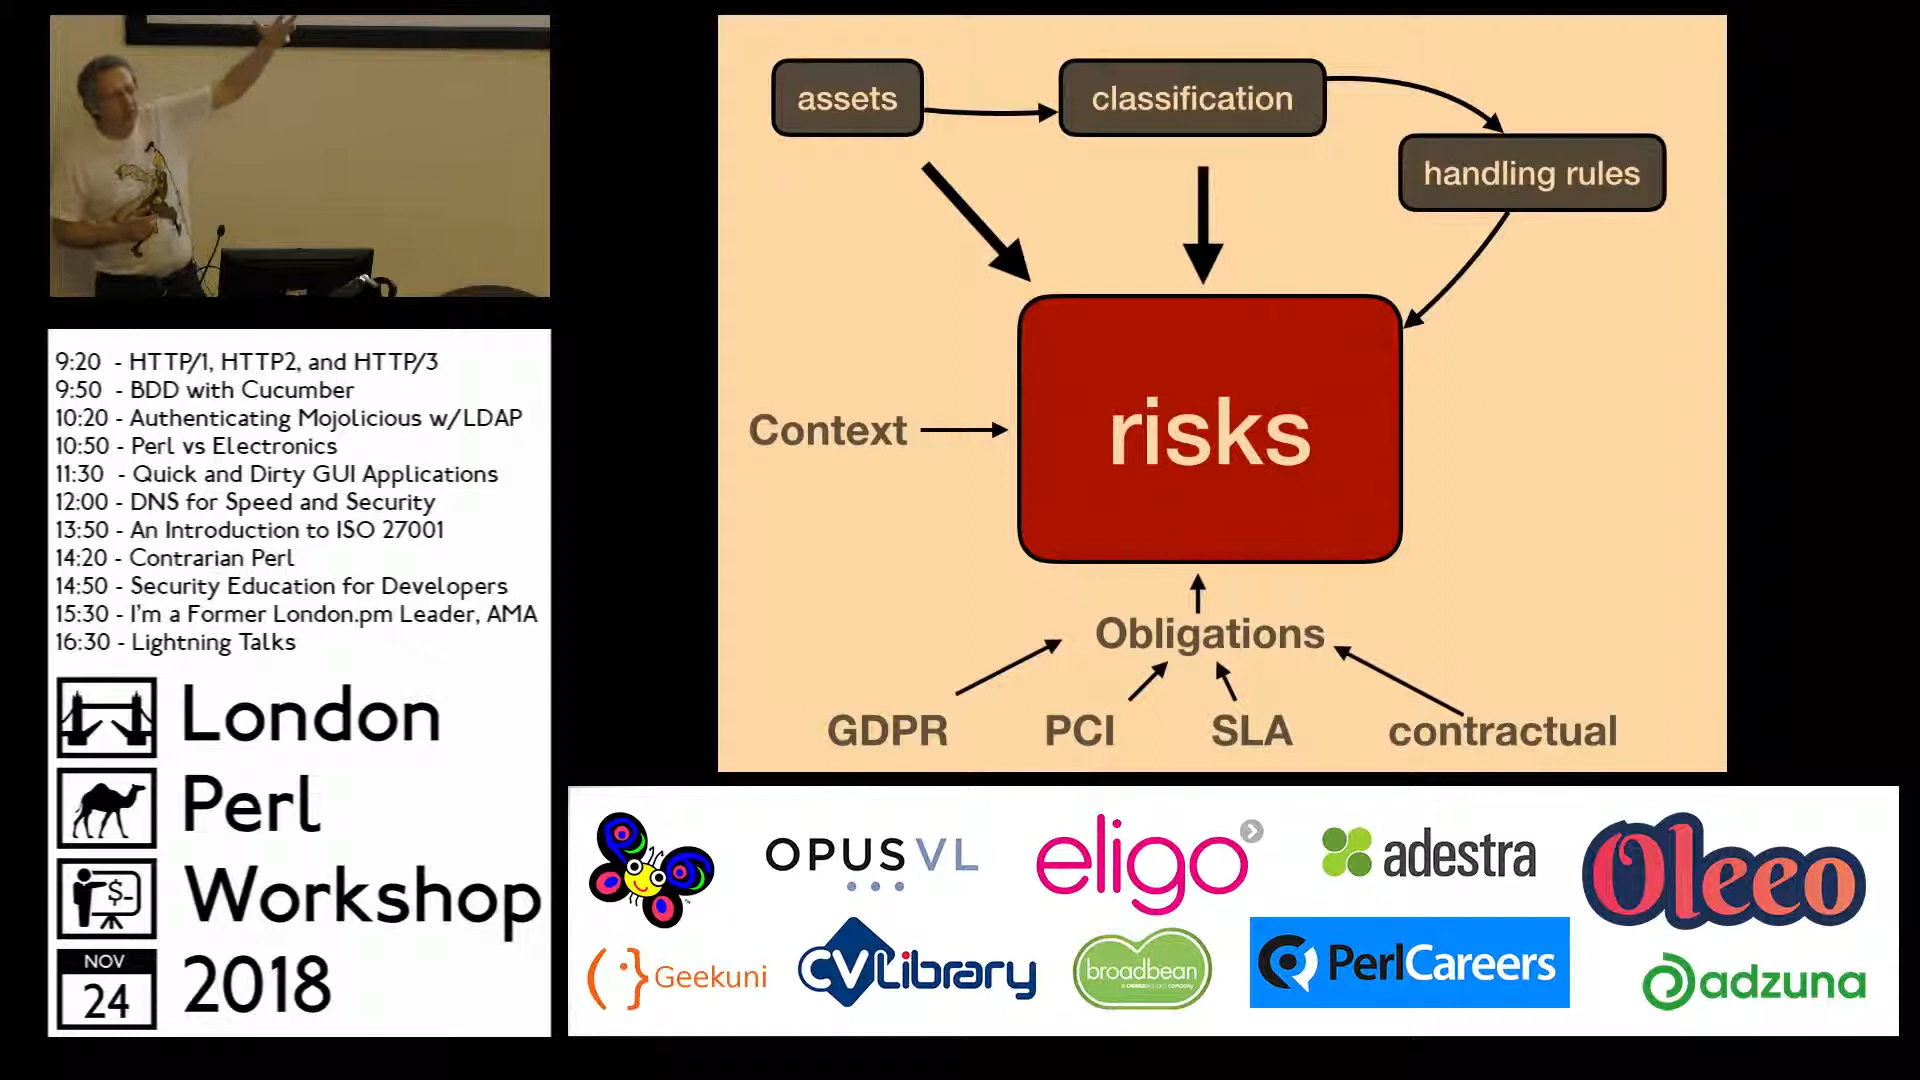 assets
classification
handling rules
Context
risks
Obligations
GDPR PCI SLA contractual
9:20 - HTTP/1, HTTP2, and HTTP/3
9:50 - BDD with Cucumber
10:20 - Authenticating Mojolicious w/LDAP
10:50 - Perl vs Electronics
11:30 - Quick and Dirty GUI Applications
12:00 - DNS for Speed and Security
13:50 - An Introduction to ISO 27001
14:20 - Contrarian Perl
14:50 - Security Education for Developers
15:30 - I'm a Former London.pm Leader, AMA
16:30 - Lightning Talks
London
Perl
$-
Workshop
NOV
24
2018
OPUS VL
eligo
adestra
Oleeo
Geekuni
CVLibrary
broadbean
PerlCareers
adzuna